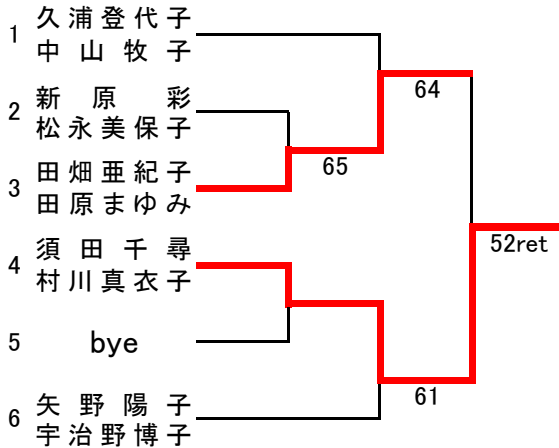 1 久浦登代子
中山牧子
2 新原彩
松永美保子
3 田畑亜紀子
田原まゆみ
4 須田千尋
村川真衣子
5 bye
6 矢野陽子
宇治野博子
65
64
61
52ret